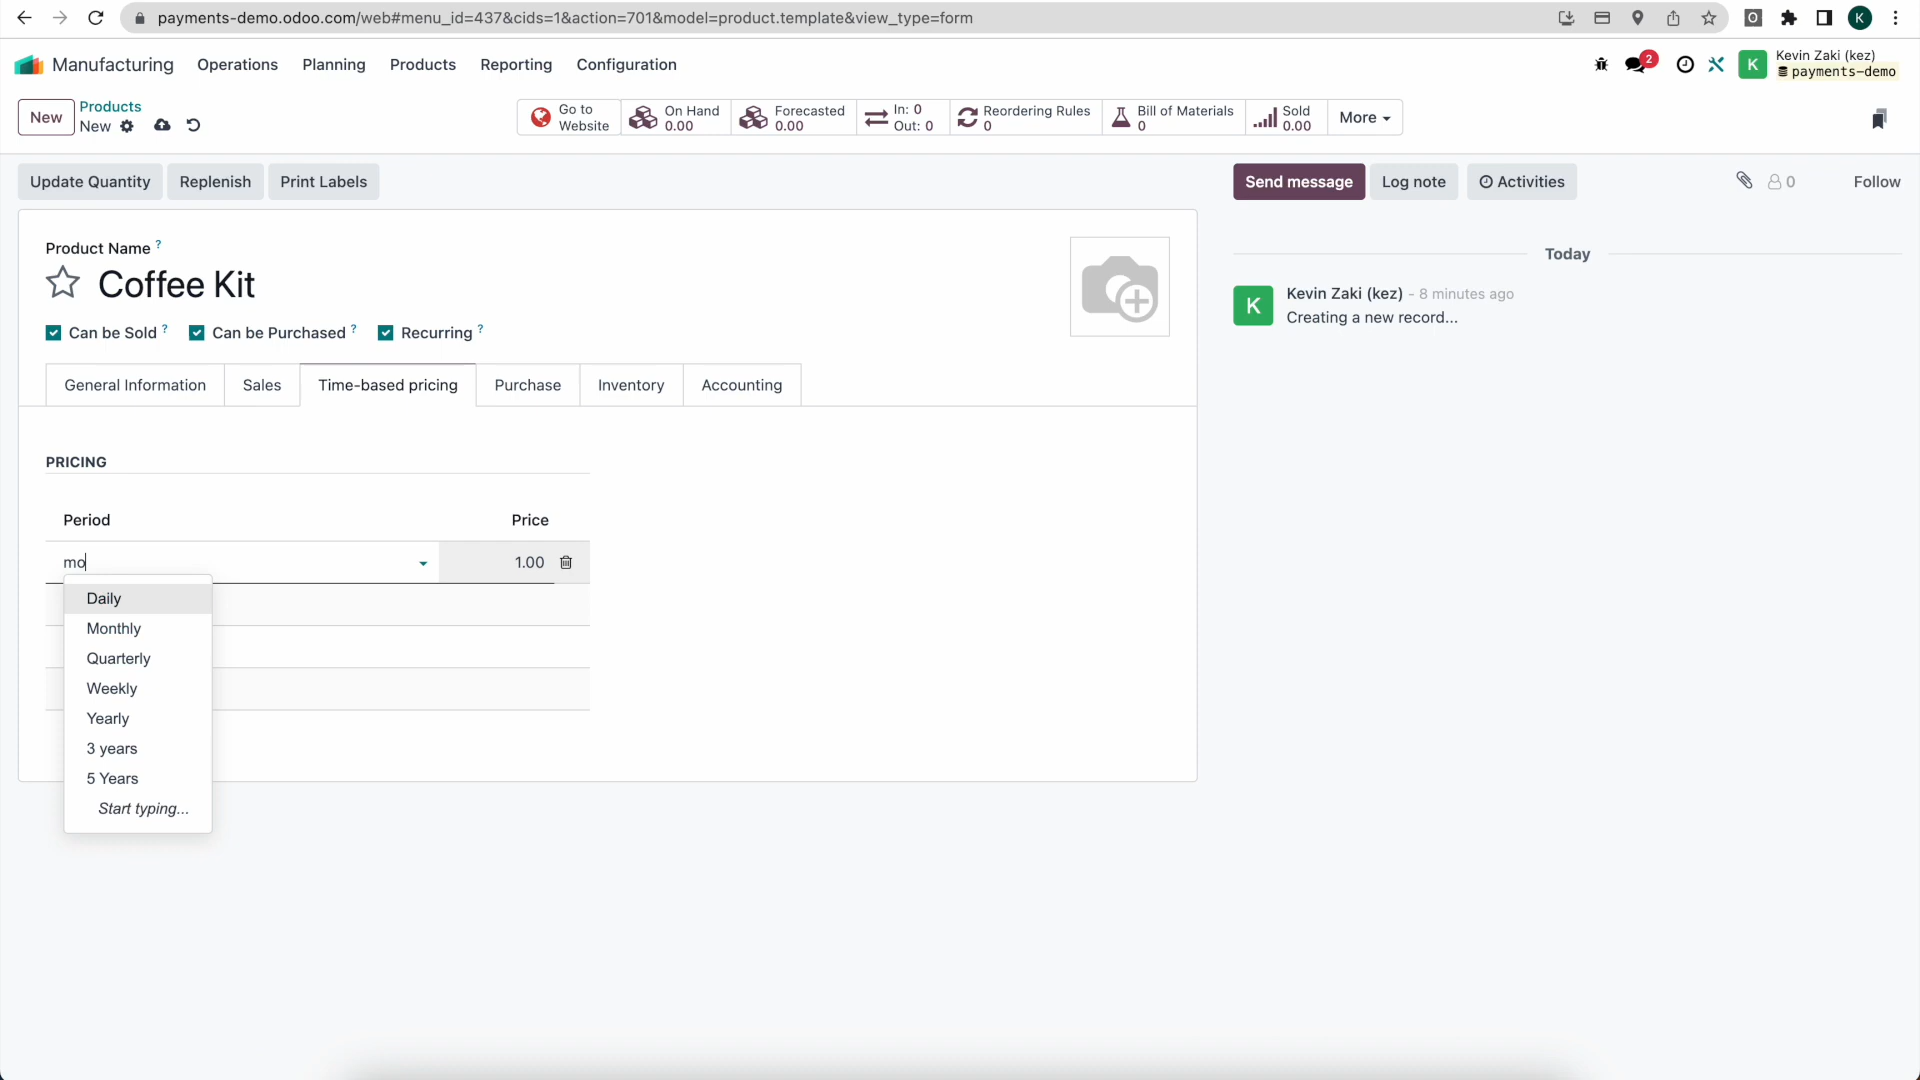 payments-demo.odoo.com/web#menu_id=437&cids=1&action=701&model=product.template&view_type=form
O
K
Manufacturing
Operations
Planning
Products
Reporting
Configuration
2
K
Kevin Zaki (kez)
payments-demo
New
Products
New
Go to
Website
On Hand
0.00
Forecasted
0.00
In: 0
Out: 0
Reordering Rules
0
Bill of Materials
0
Sold
0.00
More
Update Quantity
Replenish
Print Labels
Send message
Log note
Activities
0
Follow
Product Name ?
Coffee Kit
Can be Sold ?
Can be Purchased ?
Recurring ?
General Information
Sales
Time-based pricing
Purchase
Inventory
Accounting
PRICING
Period
Price
mo
1.00
Daily
Monthly
Quarterly
Weekly
Yearly
3 years
5 Years
Start typing...
Today
K
Kevin Zaki (kez) - 8 minutes ago
Creating a new record...